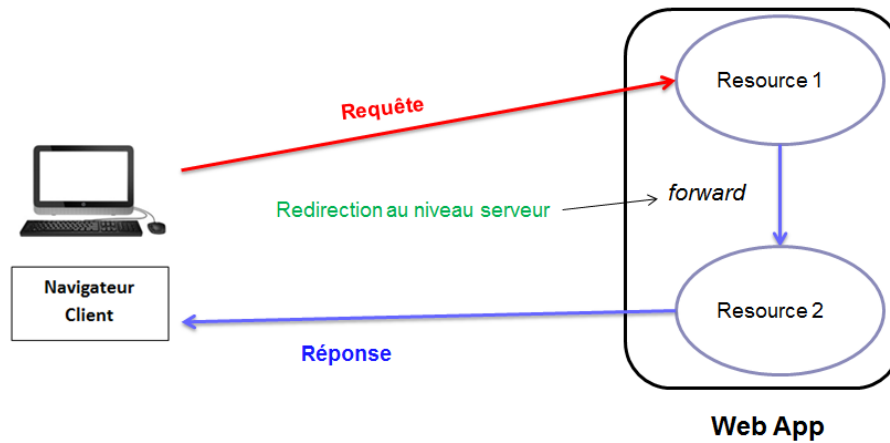 Resource 1
Requête
Redirection au niveau serveur
forward
Navigateur
Client
Resource 2
Réponse
Web App